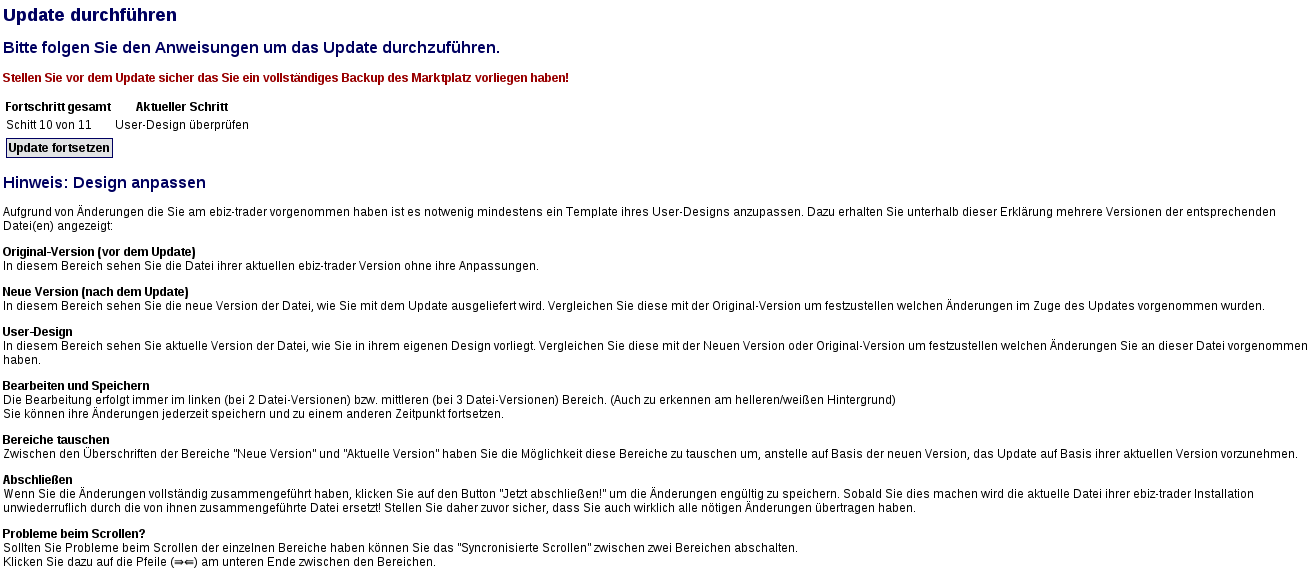 Update durchführen
Bitte folgen Sie den Anweisungen um das Update durchzuführen.
Stellen Sie vor dem Update sicher das Sie ein vollständiges Backup des Marktplatz vorliegen haben!
Fortschritt gesamt Aktueller Schritt
Schitt 10 von 11 User-Design überprüfen
Update fortsetzen
Hinweis: Design anpassen
Aufgrund von Änderungen die Sie am ebiz-trader vorgenommen haben ist es notwenig mindestens ein Template ihres User-Designs anzupassen. Dazu erhalten Sie unterhalb dieser Erklärung mehrere Versionen der entsprechenden
Datei(en) angezeigt:
Original-Version (vor dem Update)
In diesem Bereich sehen Sie die Datei ihrer aktuellen ebiz-trader Version ohne ihre Anpassungen.
Neue Version (nach dem Update)
In diesem Bereich sehen Sie die neue Version der Datei, wie Sie mit dem Update ausgeliefert wird. Vergleichen Sie diese mit der Original-Version um festzustellen welchen Änderungen im Zuge des Updates vorgenommen wurden.
User-Design
In diesem Bereich sehen Sie aktuelle Version der Datei, wie Sie in ihrem eigenen Design vorliegt. Vergleichen Sie diese mit der Neuen Version oder Original-Version um festzustellen welchen Änderungen Sie an dieser Datei vorgenommen
haben.
Bearbeiten und Speichern
Die Bearbeitung erfolgt immer im linken (bei 2 Datei-Versionen) bzw. mittleren (bei 3 Datei-Versionen) Bereich. (Auch zu erkennen am helleren/weißen Hintergrund)
Sie können ihre Änderungen jederzeit speichern und zu einem anderen Zeitpunkt fortsetzen.
Bereiche tauschen
Zwischen den Überschriften der Bereiche "Neue Version" und "Aktuelle Version" haben Sie die Möglichkeit diese Bereiche zu tauschen um, anstelle auf Basis der neuen Version, das Update auf Basis ihrer aktuellen Version vorzunehmen.
Abschließen
Wenn Sie die Änderungen vollständig zusammengeführt haben, klicken Sie auf den Button "Jetzt abschließen!" um die Änderungen engültig zu speichern. Sobald Sie dies machen wird die aktuelle Datei ihrer ebiz-trader Installation
unwiederruflich durch die von ihnen zusammengeführte Datei ersetzt! Stellen Sie daher zuvor sicher, dass Sie auch wirklich alle nötigen Änderungen übertragen haben.
Probleme beim Scrollen?
Sollten Sie Probleme beim Scrollen der einzelnen Bereiche haben können Sie das "Syncronisierte Scrollen" zwischen zwei Bereichen abschalten.
Klicken Sie dazu auf die Pfeile (⇒⇐) am unteren Ende zwischen den Bereichen.